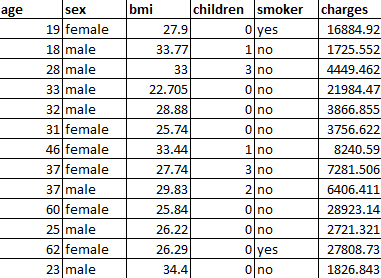 age sex bmi children smoker charges
19 female 27.9 0 yes 16884.92
18 male 33.77 1 no 1725.552
28 male 33 3 no 4449.462
33 male 22.705 0 no 21984.47
32 male 28.88 0 no 3866.855
31 female 25.74 0 no 3756.622
46 female 33.44 1 no 8240.59
37 female 27.74 3 no 7281.506
37 male 29.83 2 no 6406.411
60 female 25.84 0 no 28923.14
25 male 26.22 0 no 2721.321
62 female 26.29 0 yes 27808.73
23 male 34.4 0 no 1826.843